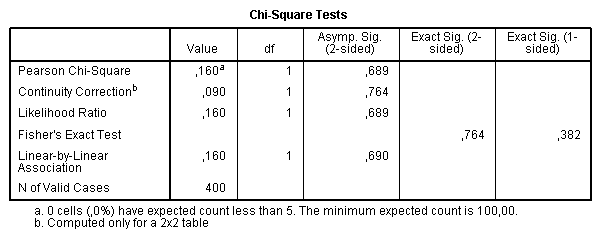 Chi-Square Tests
Value df Asymp. Sig. (2-sided) Exact Sig. (2-sided) Exact Sig. (1-sided)
Pearson Chi-Square ,160a 1 ,689
Continuity Correctionb ,090 1 ,764
Likelihood Ratio ,160 1 ,689
Fisher's Exact Test ,764 ,382
Linear-by-Linear Association ,160 1 ,690
N of Valid Cases 400
a. 0 cells (,0%) have expected count less than 5. The minimum expected count is 100,00.
b. Computed only for a 2x2 table